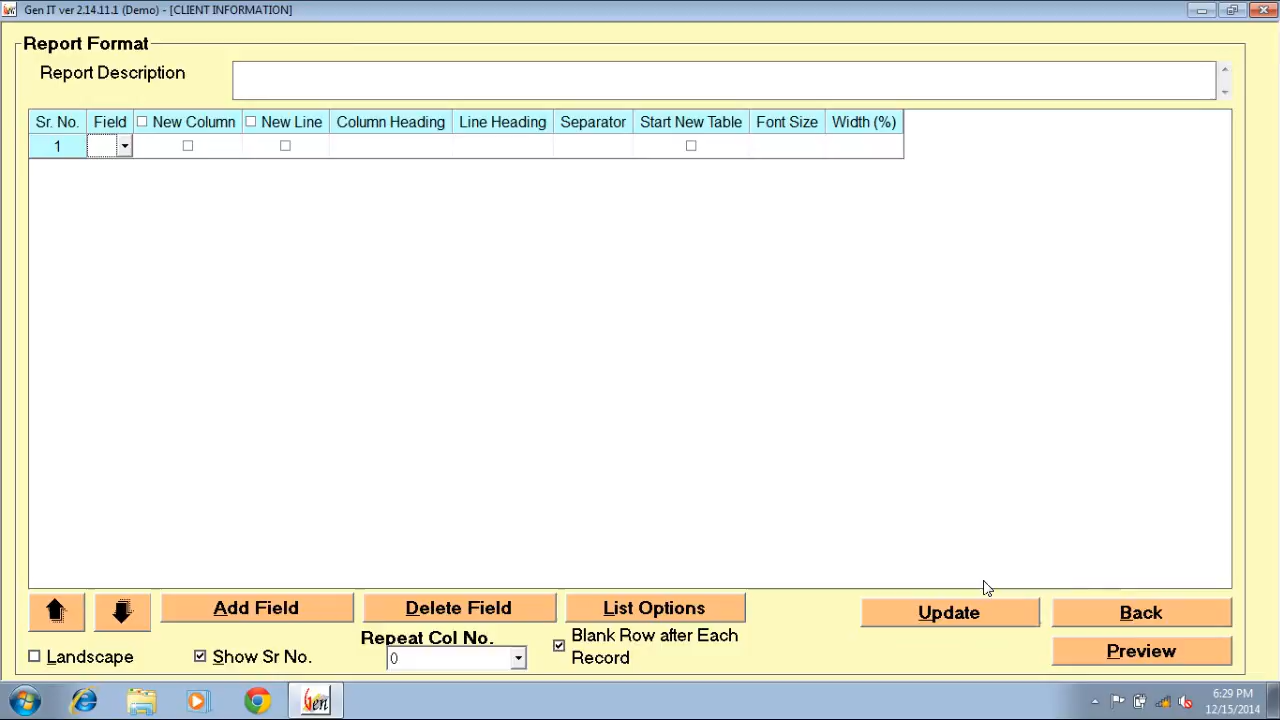 Gen IT ver 2.14.11.1 (Demo) - [CLIENT INFORMATION]
Report Format
Report Description
Sr. No. Field New Column New Line Column Heading Line Heading Separator Start New Table Font Size Width (%)
1
Add Field Delete Field List Options Update Back
Repeat Col No. Blank Row after Each Record
Landscape Show Sr No. 0 Preview
Gen 6:29 PM
12/15/2014